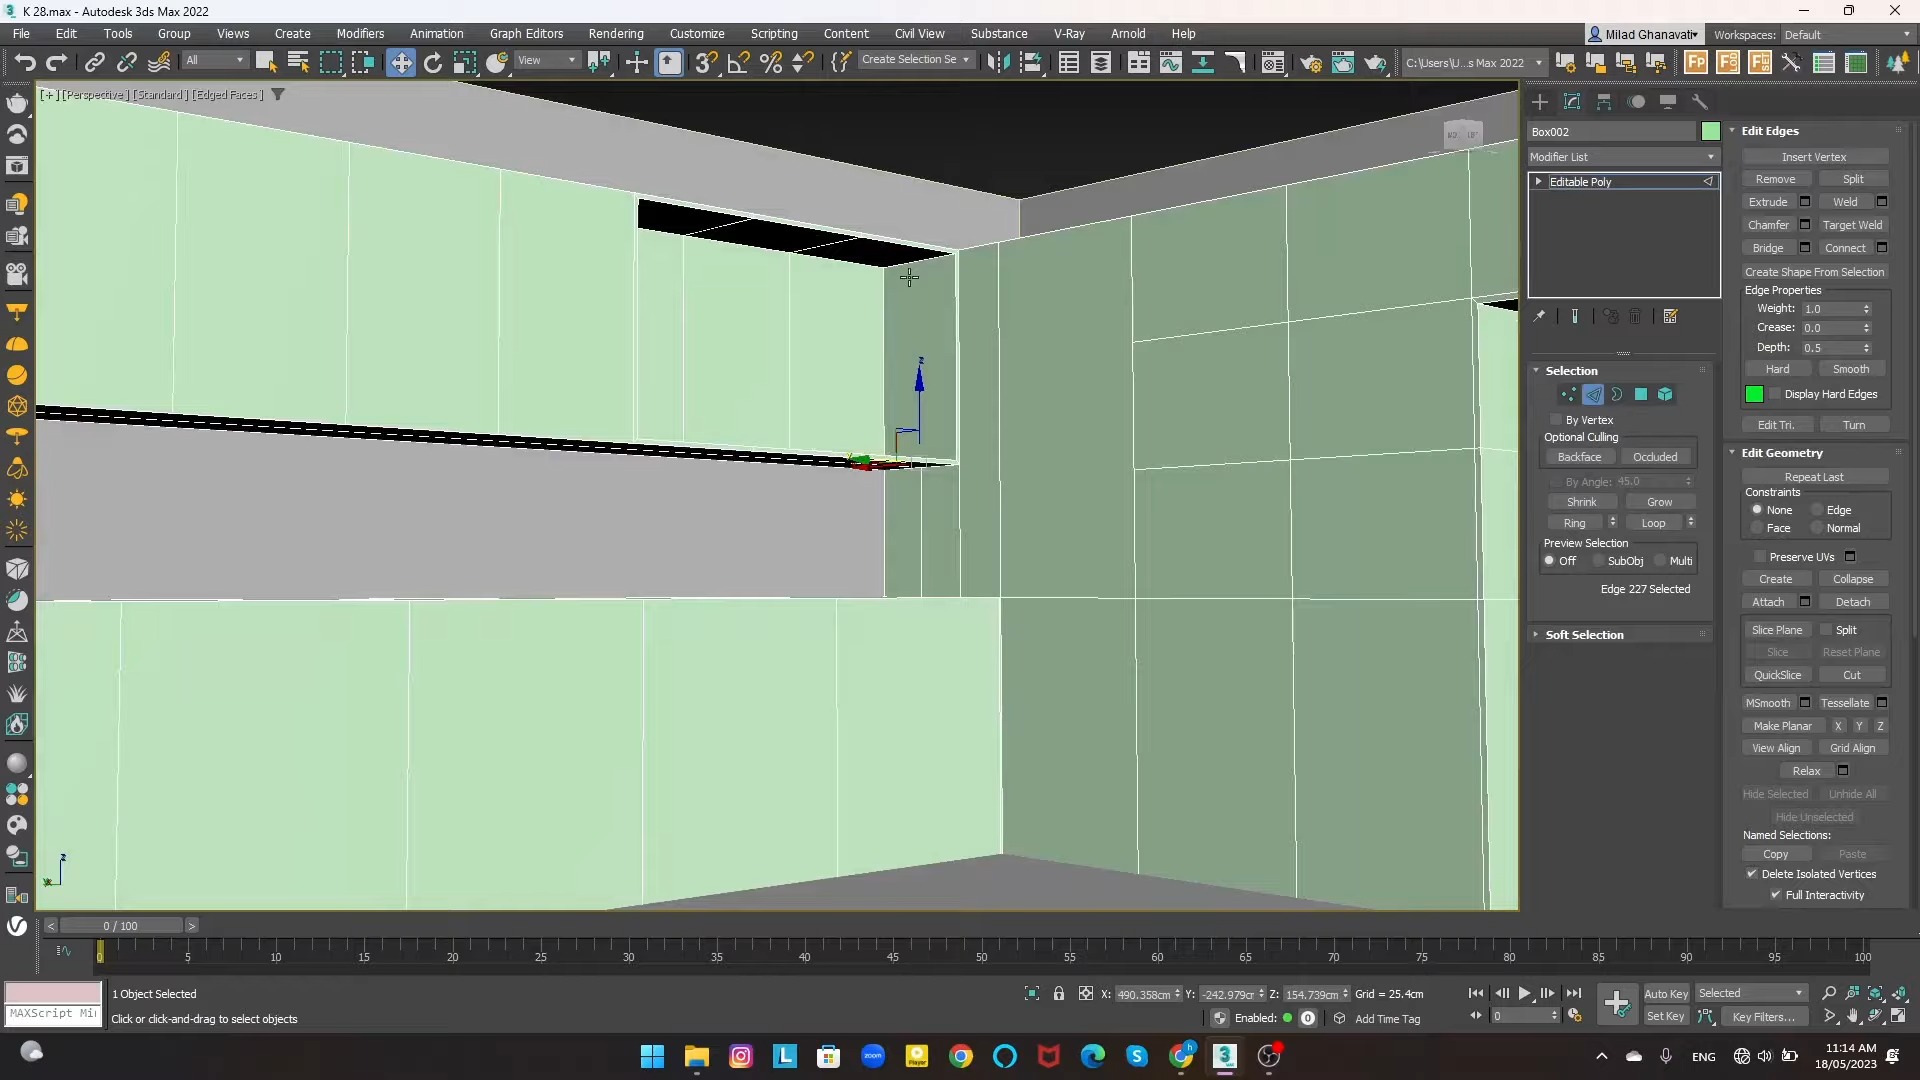 K 28.max - Autodesk 3ds Max 2022
File Edit Tools Group Views Create Modifiers Animation Graph Editors Rendering Customize Scripting Content Civil View Substance V-Ray Arnold Help
Milad Ghanavati Workspaces: Default
All View Create Selection Se C:\Users\U...s Max 2022
[+] [Perspective] [Standard] [Edged Faces]
Box002
Modifier List
Editable Poly
Selection
By Vertex
Optional Culling
Backface Occluded
By Angle: 45.0
Shrink Grow
Ring Loop
Preview Selection
Off SubObj Multi
Edge 227 Selected
Soft Selection
Edit Edges
Insert Vertex
Remove Split
Extrude Weld
Chamfer Target Weld
Bridge Connect
Create Shape From Selection
Edge Properties
Weight: 1.0
Crease: 0.0
Depth: 0.5
Hard Smooth
Display Hard Edges
Edit Tri. Turn
Edit Geometry
Repeat Last
Constraints
None Edge
Face Normal
Preserve UVs
Create Collapse
Attach Detach
Slice Plane Split
Slice Reset Plane
QuickSlice Cut
MSmooth Tessellate
Make Planar X Y Z
View Align Grid Align
Relax
Hide Selected Unhide All
Hide Unselected
Named Selections:
Copy Paste
Delete Isolated Vertices
Full Interactivity
z
z
< 0 / 100 >
0 5 10 15 20 25 30 35 40 45 50 55 60 65 70 75 80 85 90 95 100
1 Object Selected
X: 490.358cm Y: -242.979cm Z: 154.739cm Grid = 25.4cm
Auto Key Selected
MAXScript Mi
Click or click-and-drag to select objects
Enabled: 0 Add Time Tag
0
Set Key Key Filters...
ENG
11:14 AM
18/05/2023